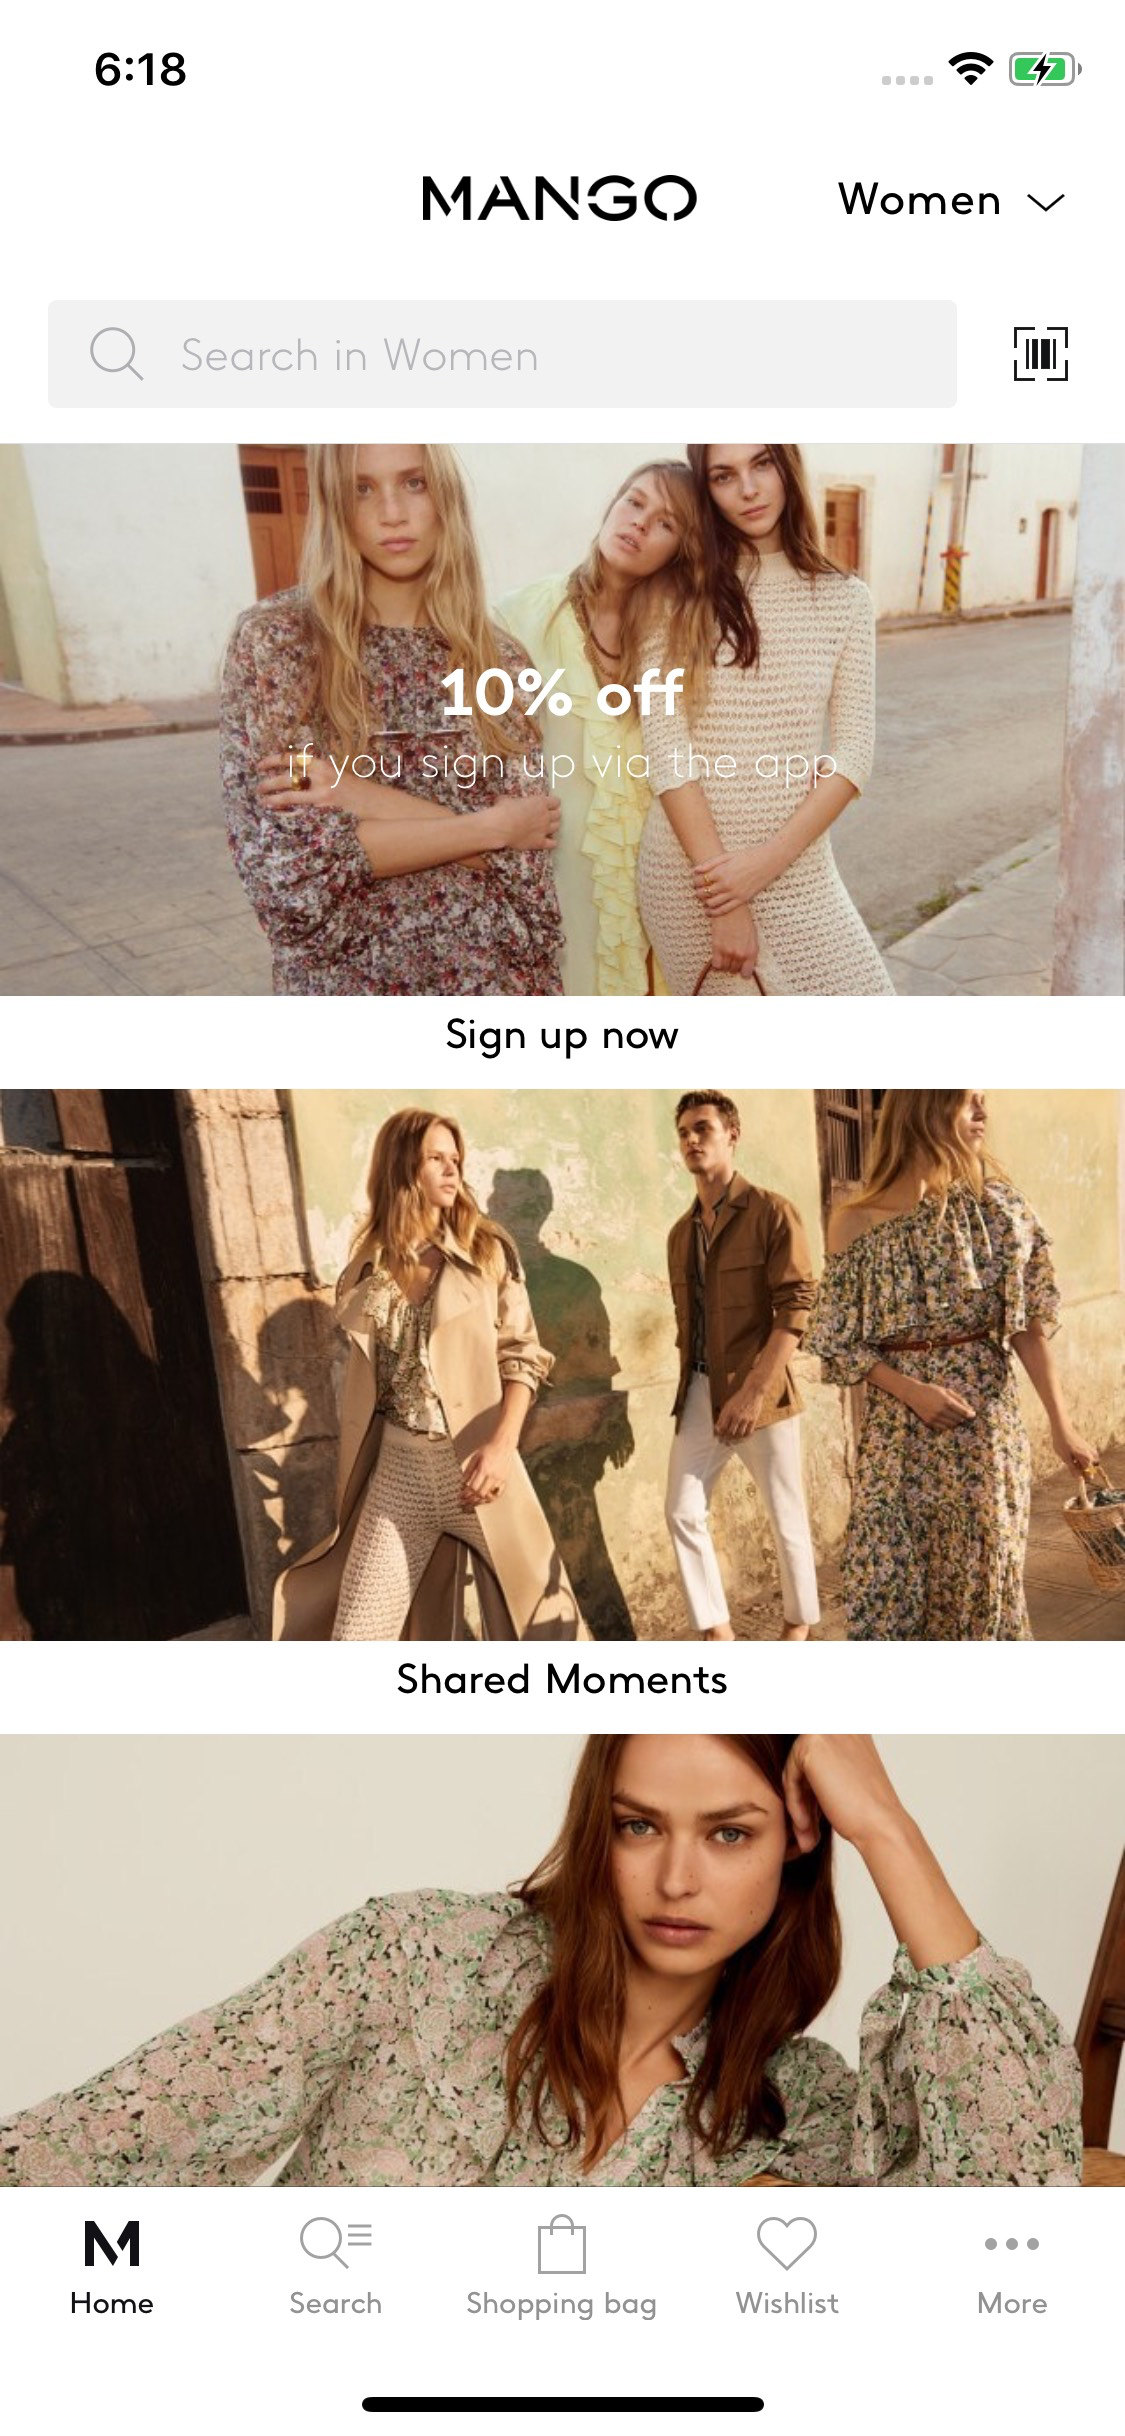 6:18
MANGO
Women
Search in Women
10% off
if you sign up via the app
Sign up now
Shared Moments
Home
Search
Shopping bag
Wishlist
More